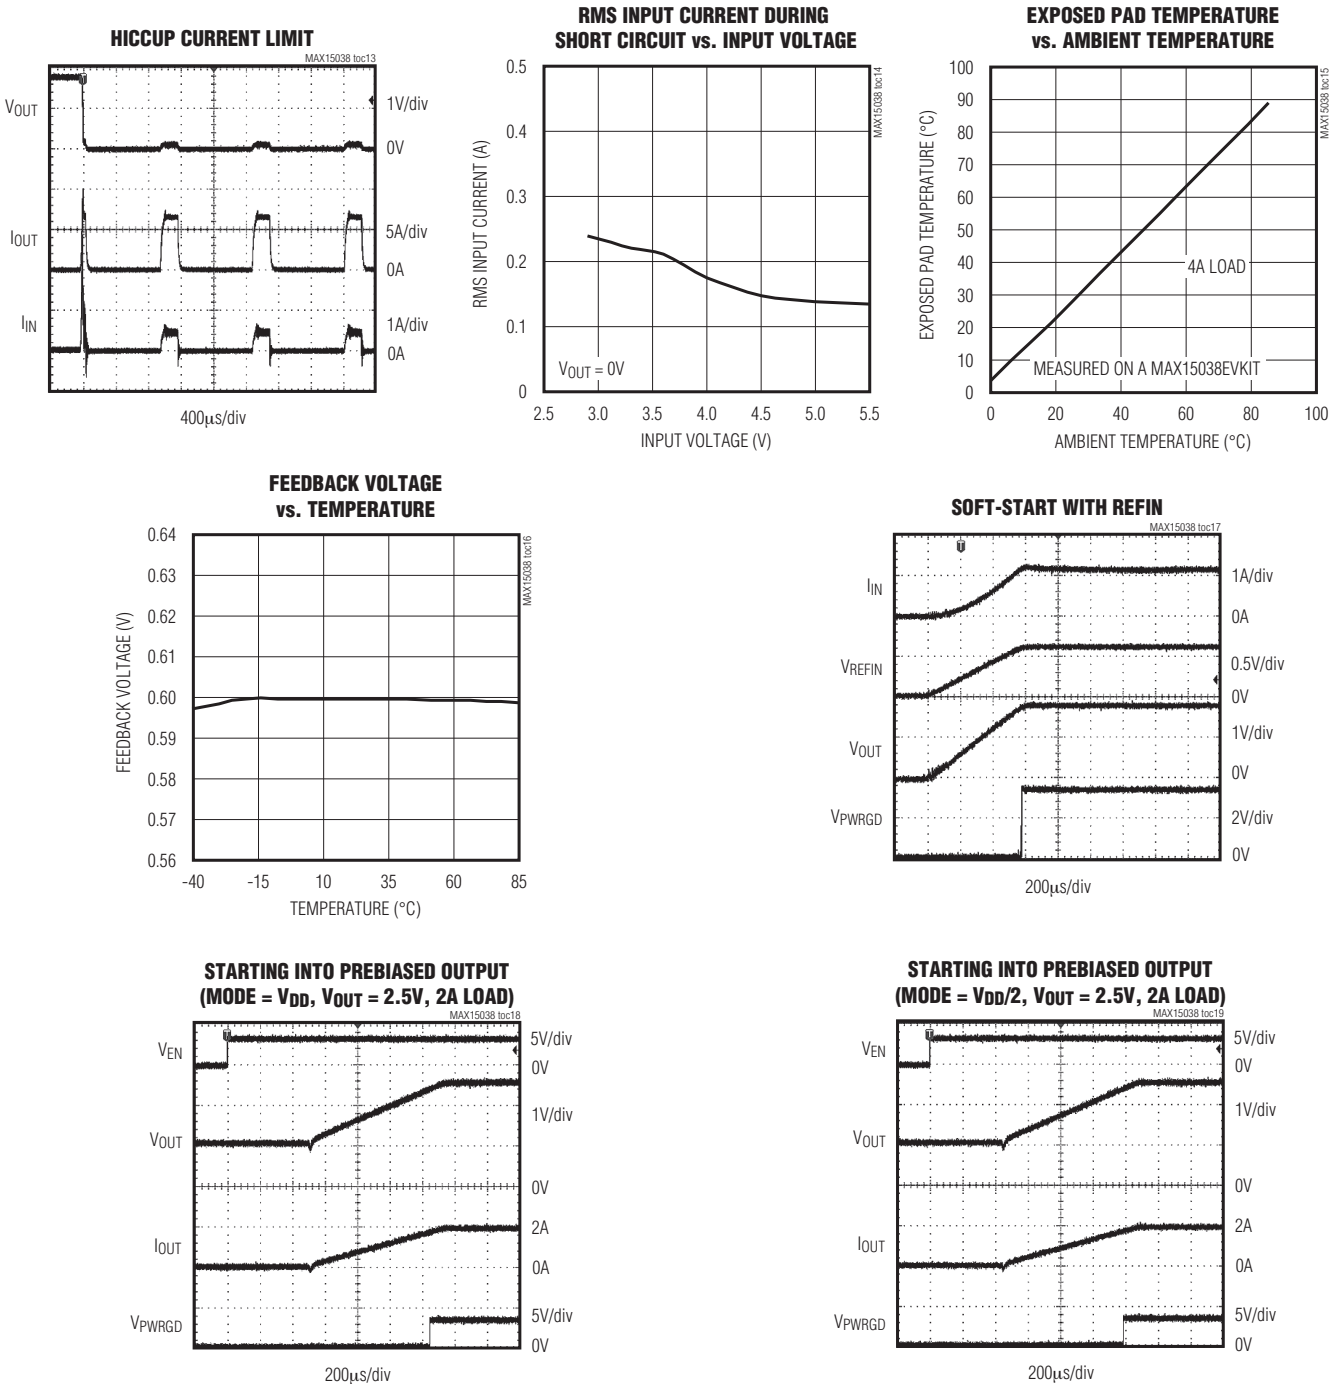 HICCUP CURRENT LIMIT
MAX15038 toc13
VOUT
1V/div
0V
IOUT
5A/div
0A
IIN
1A/div
0A
400µs/div
RMS INPUT CURRENT DURING
SHORT CIRCUIT vs. INPUT VOLTAGE
MAX15038 toc14
RMS INPUT CURRENT (A)
0.5
0.4
0.3
0.2
0.1
0
VOUT = 0V
2.5 3.0 3.5 4.0 4.5 5.0 5.5
INPUT VOLTAGE (V)
EXPOSED PAD TEMPERATURE
vs. AMBIENT TEMPERATURE
MAX15038 toc15
EXPOSED PAD TEMPERATURE (°C)
100
90
80
70
60
50
40
30
20
10
0
4A LOAD
MEASURED ON A MAX15038EVKIT
0 20 40 60 80 100
AMBIENT TEMPERATURE (°C)
FEEDBACK VOLTAGE
vs. TEMPERATURE
MAX15038 toc16
FEEDBACK VOLTAGE (V)
0.64
0.63
0.62
0.61
0.60
0.59
0.58
0.57
0.56
-40 -15 10 35 60 85
TEMPERATURE (°C)
SOFT-START WITH REFIN
MAX15038 toc17
IIN
1A/div
0A
VREFIN
0.5V/div
0V
VOUT
1V/div
0V
VPWRGD
2V/div
0V
200µs/div
STARTING INTO PREBIASED OUTPUT
(MODE = VDD, VOUT = 2.5V, 2A LOAD)
MAX15038 toc18
VEN
5V/div
0V
VOUT
1V/div
0V
IOUT
2A
0A
VPWRGD
5V/div
0V
200µs/div
STARTING INTO PREBIASED OUTPUT
(MODE = VDD/2, VOUT = 2.5V, 2A LOAD)
MAX15038 toc19
VEN
5V/div
0V
VOUT
1V/div
0V
IOUT
2A
0A
VPWRGD
5V/div
0V
200µs/div